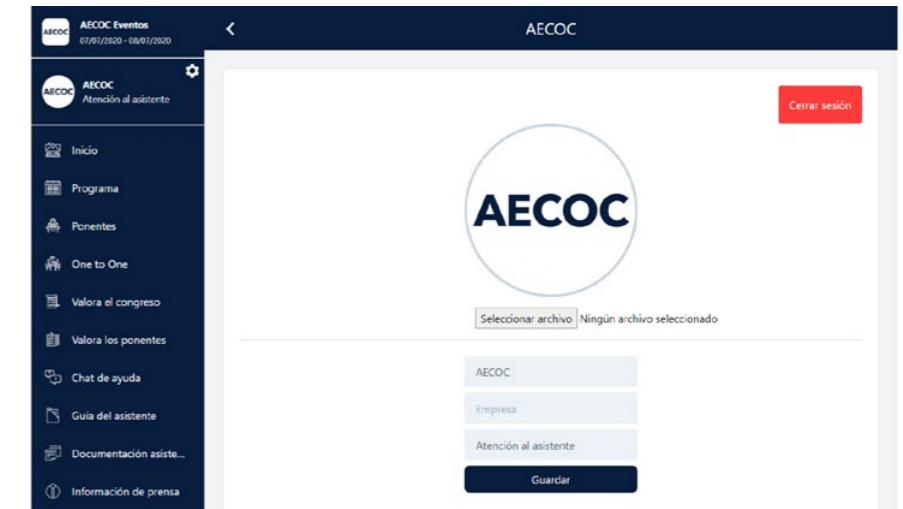 AECOC
AECOC Eventos
07/07/2020 - 08/07/2020
AECOC
AECOC
AECOC
Atención al asistente
Inicio
Programa
Ponentes
One to One
Valora el congreso
Valora los ponentes
Chat de ayuda
Guía del asistente
Documentación asiste...
Información de prensa
Cerrar sesión
AECOC
Seleccionar archivo Ningún archivo seleccionado
AECOC
Empresa
Atención al asistente
Guardar